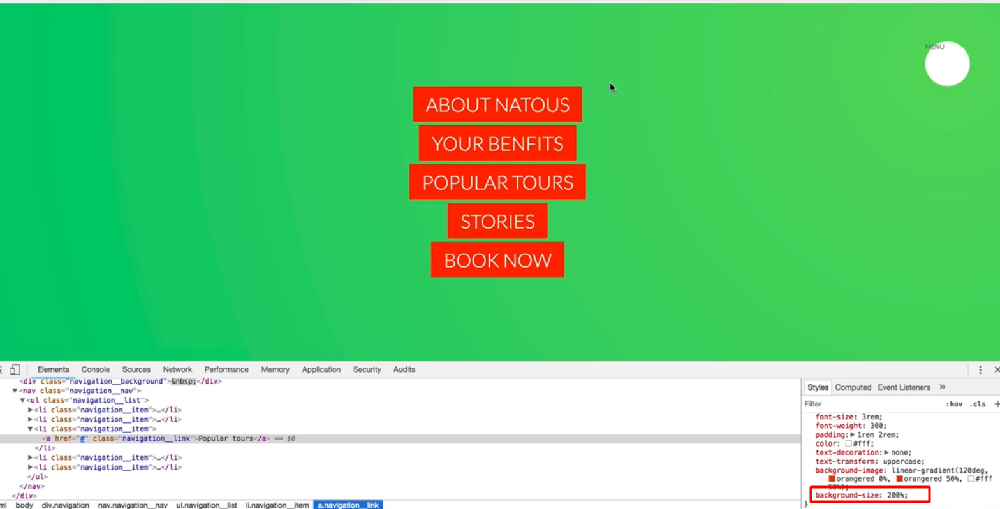 MENU
ABOUT NATOUS
YOUR BENFITS
POPULAR TOURS
STORIES
BOOK NOW
Elements Console Sources Network Performance Memory Application Security Audits
<div class="navigation__background">&nbsp;</div>
▼<nav class="navigation__nav">
▼<ul class="navigation__list">
▶<li class="navigation__item">…</li>
▶<li class="navigation__item">…</li>
▼<li class="navigation__item">
<a href="#" class="navigation__link">Popular tours</a> == $0
</li>
▶<li class="navigation__item">…</li>
▶<li class="navigation__item">…</li>
</ul>
</nav>
</div>
ml body div.navigation nav.navigation__nav ul.navigation__list li.navigation__item a.navigation__link
Styles Computed Event Listeners »
Filter :hov .cls +
font-size: 3rem;
font-weight: 300;
padding:▶1rem 2rem;
color: #fff;
text-decoration:▶none;
text-transform: uppercase;
background-image: linear-gradient(120deg,
orangered 0%, orangered 50%, #fff
50%);
background-size: 200%;
}